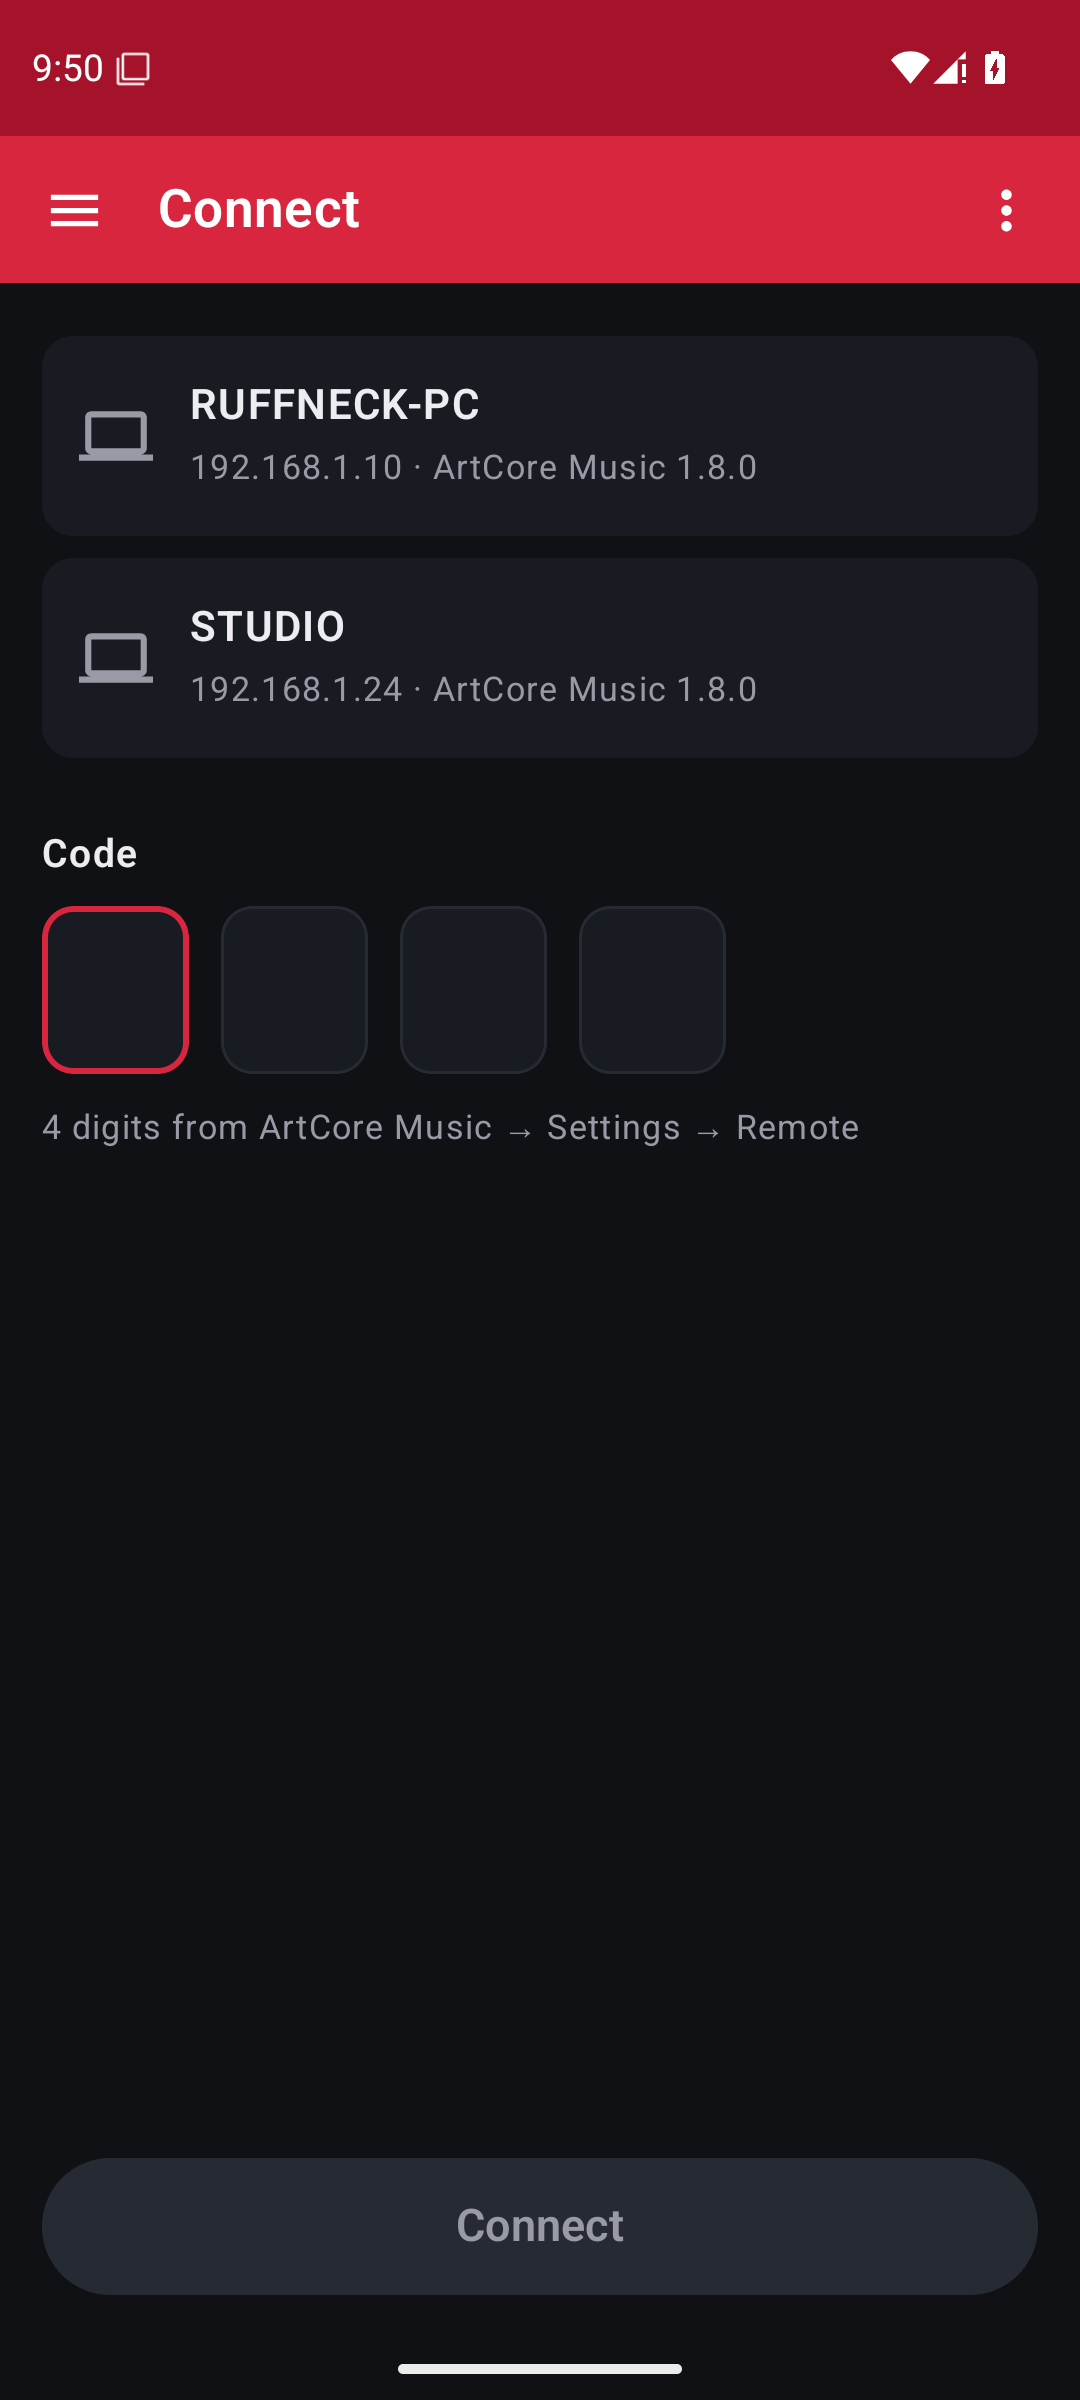 9:50
Connect
RUFFNECK-PC
192.168.1.10 · ArtCore Music 1.8.0
STUDIO
192.168.1.24 · ArtCore Music 1.8.0
Code
4 digits from ArtCore Music → Settings → Remote
Connect